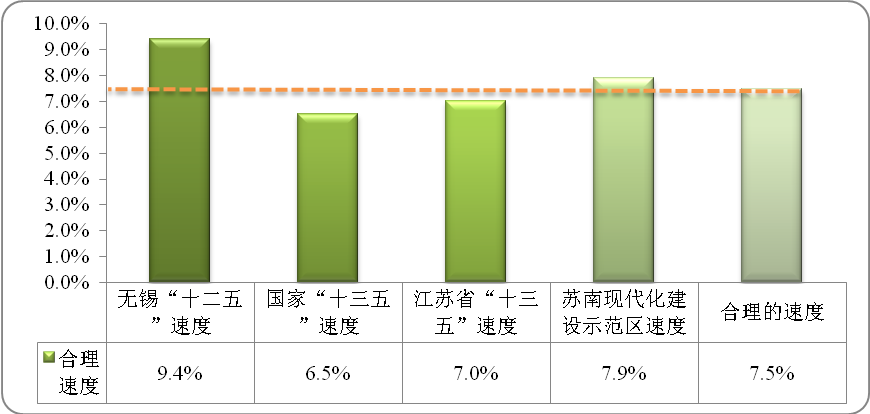 10.0%
9.0%
8.0%
7.0%
6.0%
5.0%
4.0%
3.0%
2.0%
1.0%
0.0%
无锡“十二五
”速度
国家“十三五
”速度
江苏省“十三
五”速度
苏南现代化建
设示范区速度
合理的速度
合理
速度
9.4%
6.5%
7.0%
7.9%
7.5%